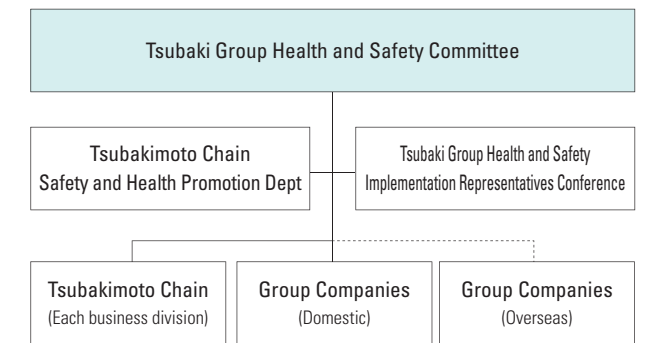 Tsubaki Group Health and Safety Committee
Tsubakimoto Chain
Safety and Health Promotion Dept
Tsubaki Group Health and Safety
Implementation Representatives Conference
Tsubakimoto Chain
(Each business division)
Group Companies
(Domestic)
Group Companies
(Overseas)